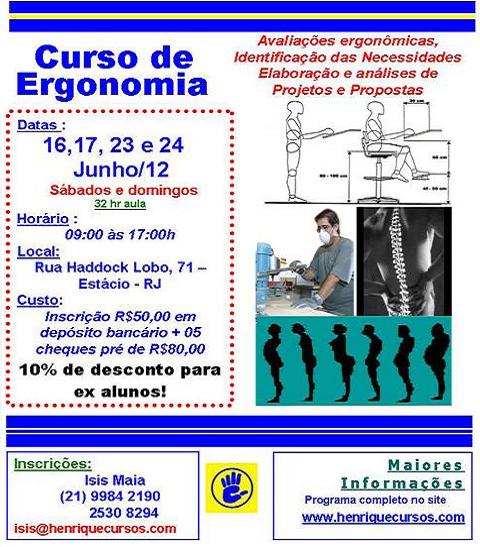 Curso de
Ergonomia
Avaliações ergonômicas,
Identificação das Necessidades
Elaboração e análises de
Projetos e Propostas
Datas :
16,17, 23 e 24
Junho/12
Sábados e domingos
32 hr aula
Horário :
09:00 às 17:00h
Local:
Rua Haddock Lobo, 71 –
Estácio - RJ
Custo:
Inscrição R$50,00 em
depósito bancário + 05
cheques pré de R$80,00
10% de desconto para
ex alunos!
Inscrições:
Isis Maia
(21) 9984 2190
2530 8294
isis@henriquecursos.com
Maiores
Informações
Programa completo no site
www.henriquecursos.com